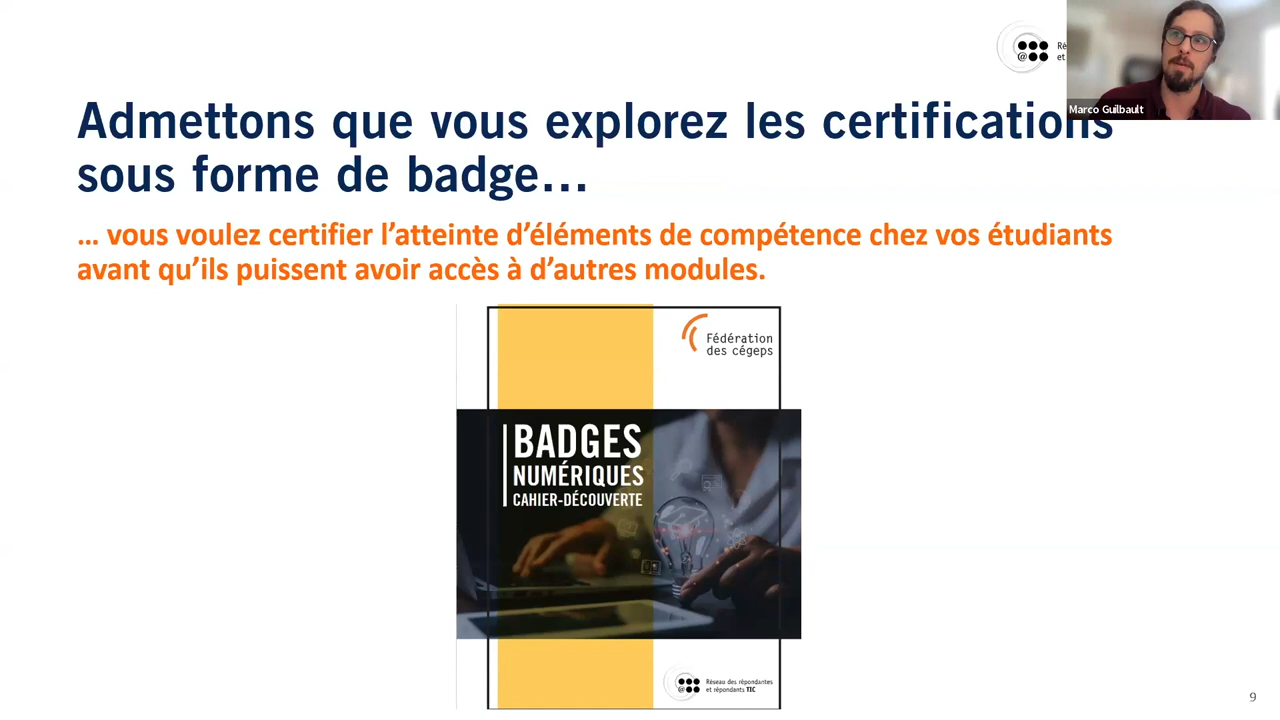 Ré
et
Marco Guilbault
Admettons que vous explorez les certifications
sous forme de badge...
... vous voulez certifier l'atteinte d'éléments de compétence chez vos étudiants
avant qu'ils puissent avoir accès à d'autres modules.
Fédération
des cégeps
BADGES
NUMÉRIQUES
CAHIER-DÉCOUVERTE
@
Réseau des répondantes
et répondants TIC
9